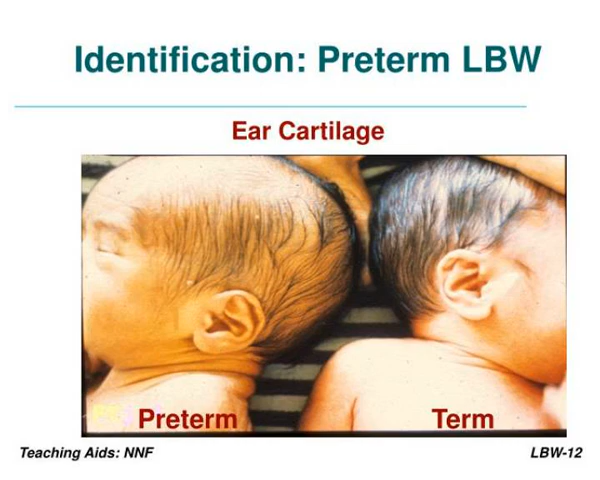 Identification: Preterm LBW
Ear Cartilage
Preterm
Term
Teaching Aids: NNF
LBW-12